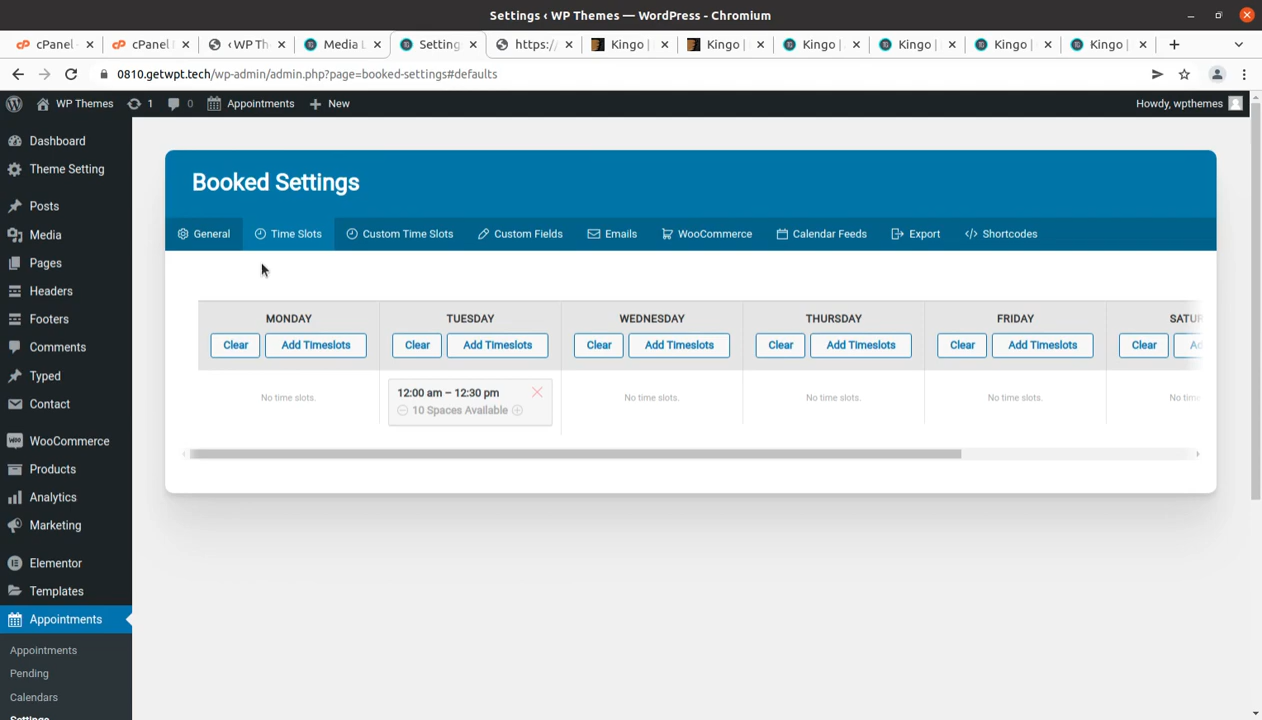 Settings ‹ WP Themes — WordPress - Chromium
cPanel
cPanel
‹ WP Th
Media
Setting
https:/
Kingo |
Kingo |
Kingo |
Kingo |
Kingo |
Kingo |
0810.getwpt.tech/wp-admin/admin.php?page=booked-settings#defaults
WP Themes 1 0 Appointments New Howdy, wpthemes
Dashboard
Theme Setting
Posts
Media
Pages
Headers
Footers
Comments
Typed
Contact
WooCommerce
Products
Analytics
Marketing
Elementor
Templates
Appointments
Appointments
Pending
Calendars
Settings
Booked Settings
General Time Slots Custom Time Slots Custom Fields Emails WooCommerce Calendar Feeds Export Shortcodes
MONDAY TUESDAY WEDNESDAY THURSDAY FRIDAY SATUR
Clear Add Timeslots Clear Add Timeslots Clear Add Timeslots Clear Add Timeslots Clear Add Timeslots Clear
No time slots. 12:00 am – 12:30 pm No time slots. No time slots. No time slots. No time
10 Spaces Available